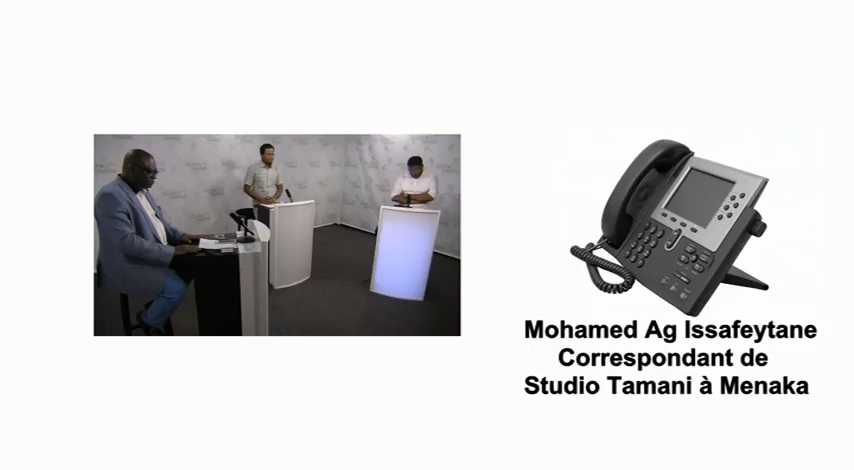 Mohamed Ag Issafeytane
Correspondant de
Studio Tamani à Menaka